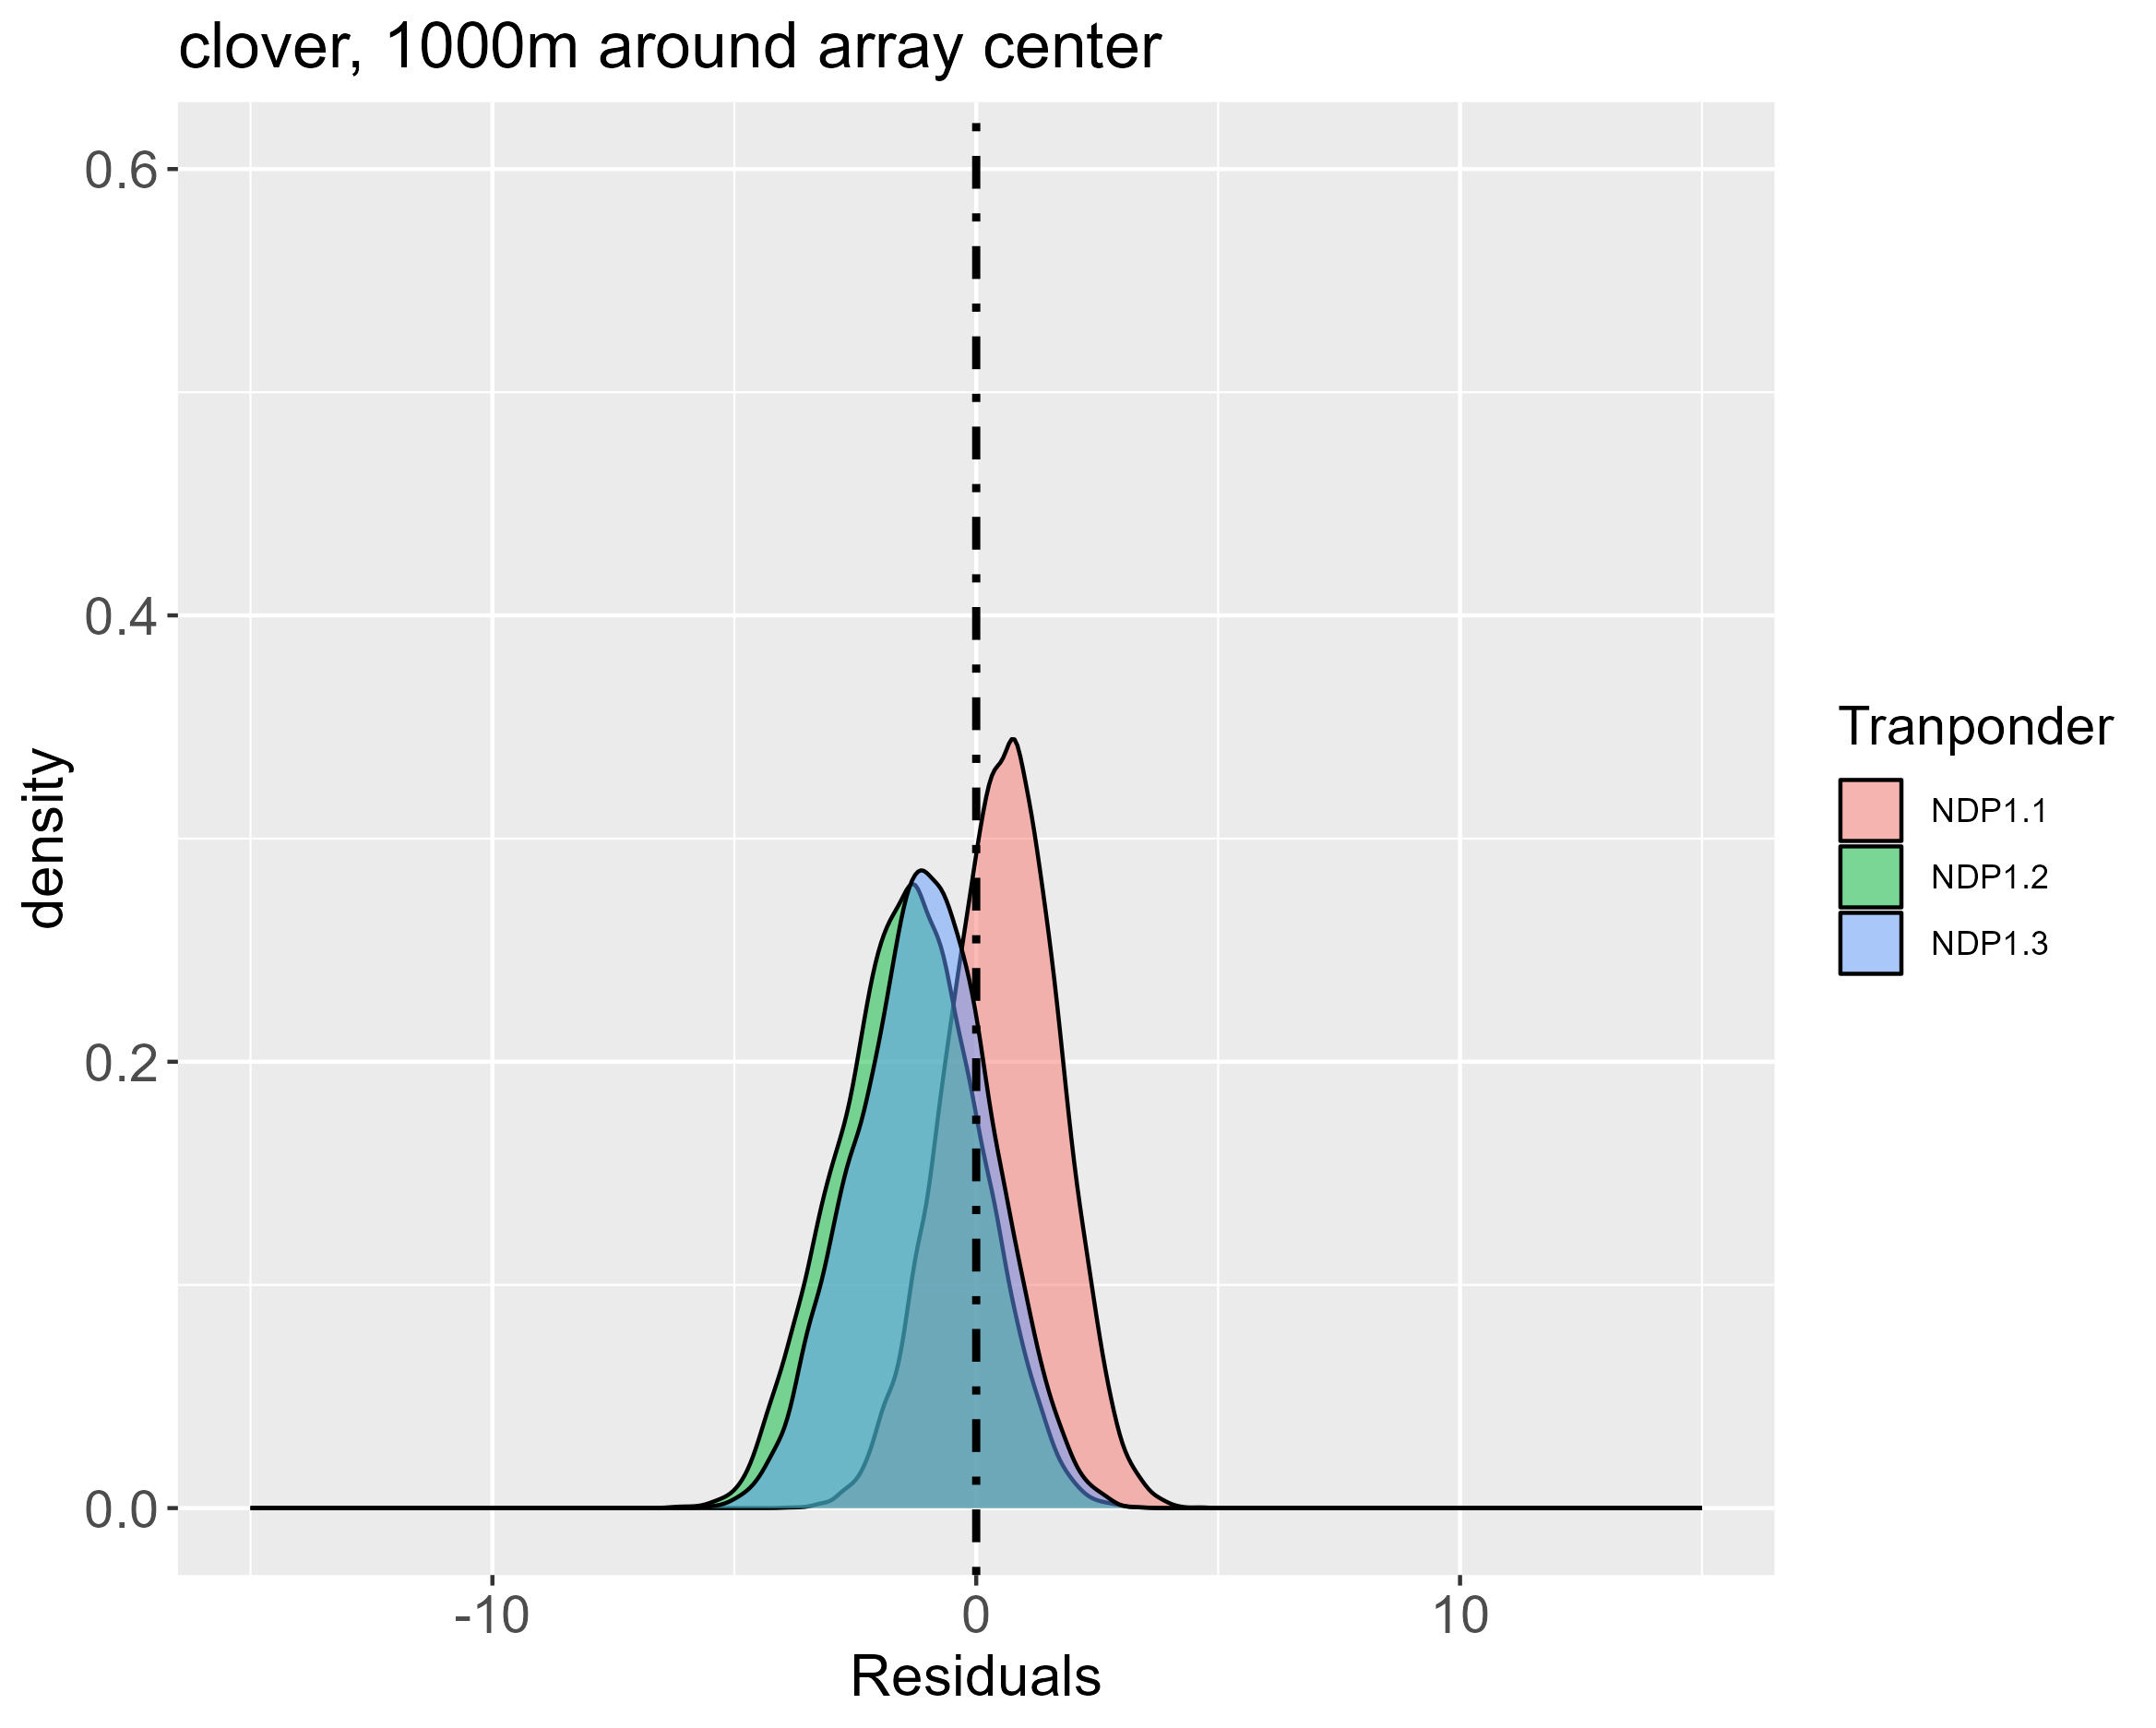 clover, 1000m around array center
0.6
0.4
0.2
0.0
density
-10 0 10
Residuals
Tranponder
NDP1.1
NDP1.2
NDP1.3